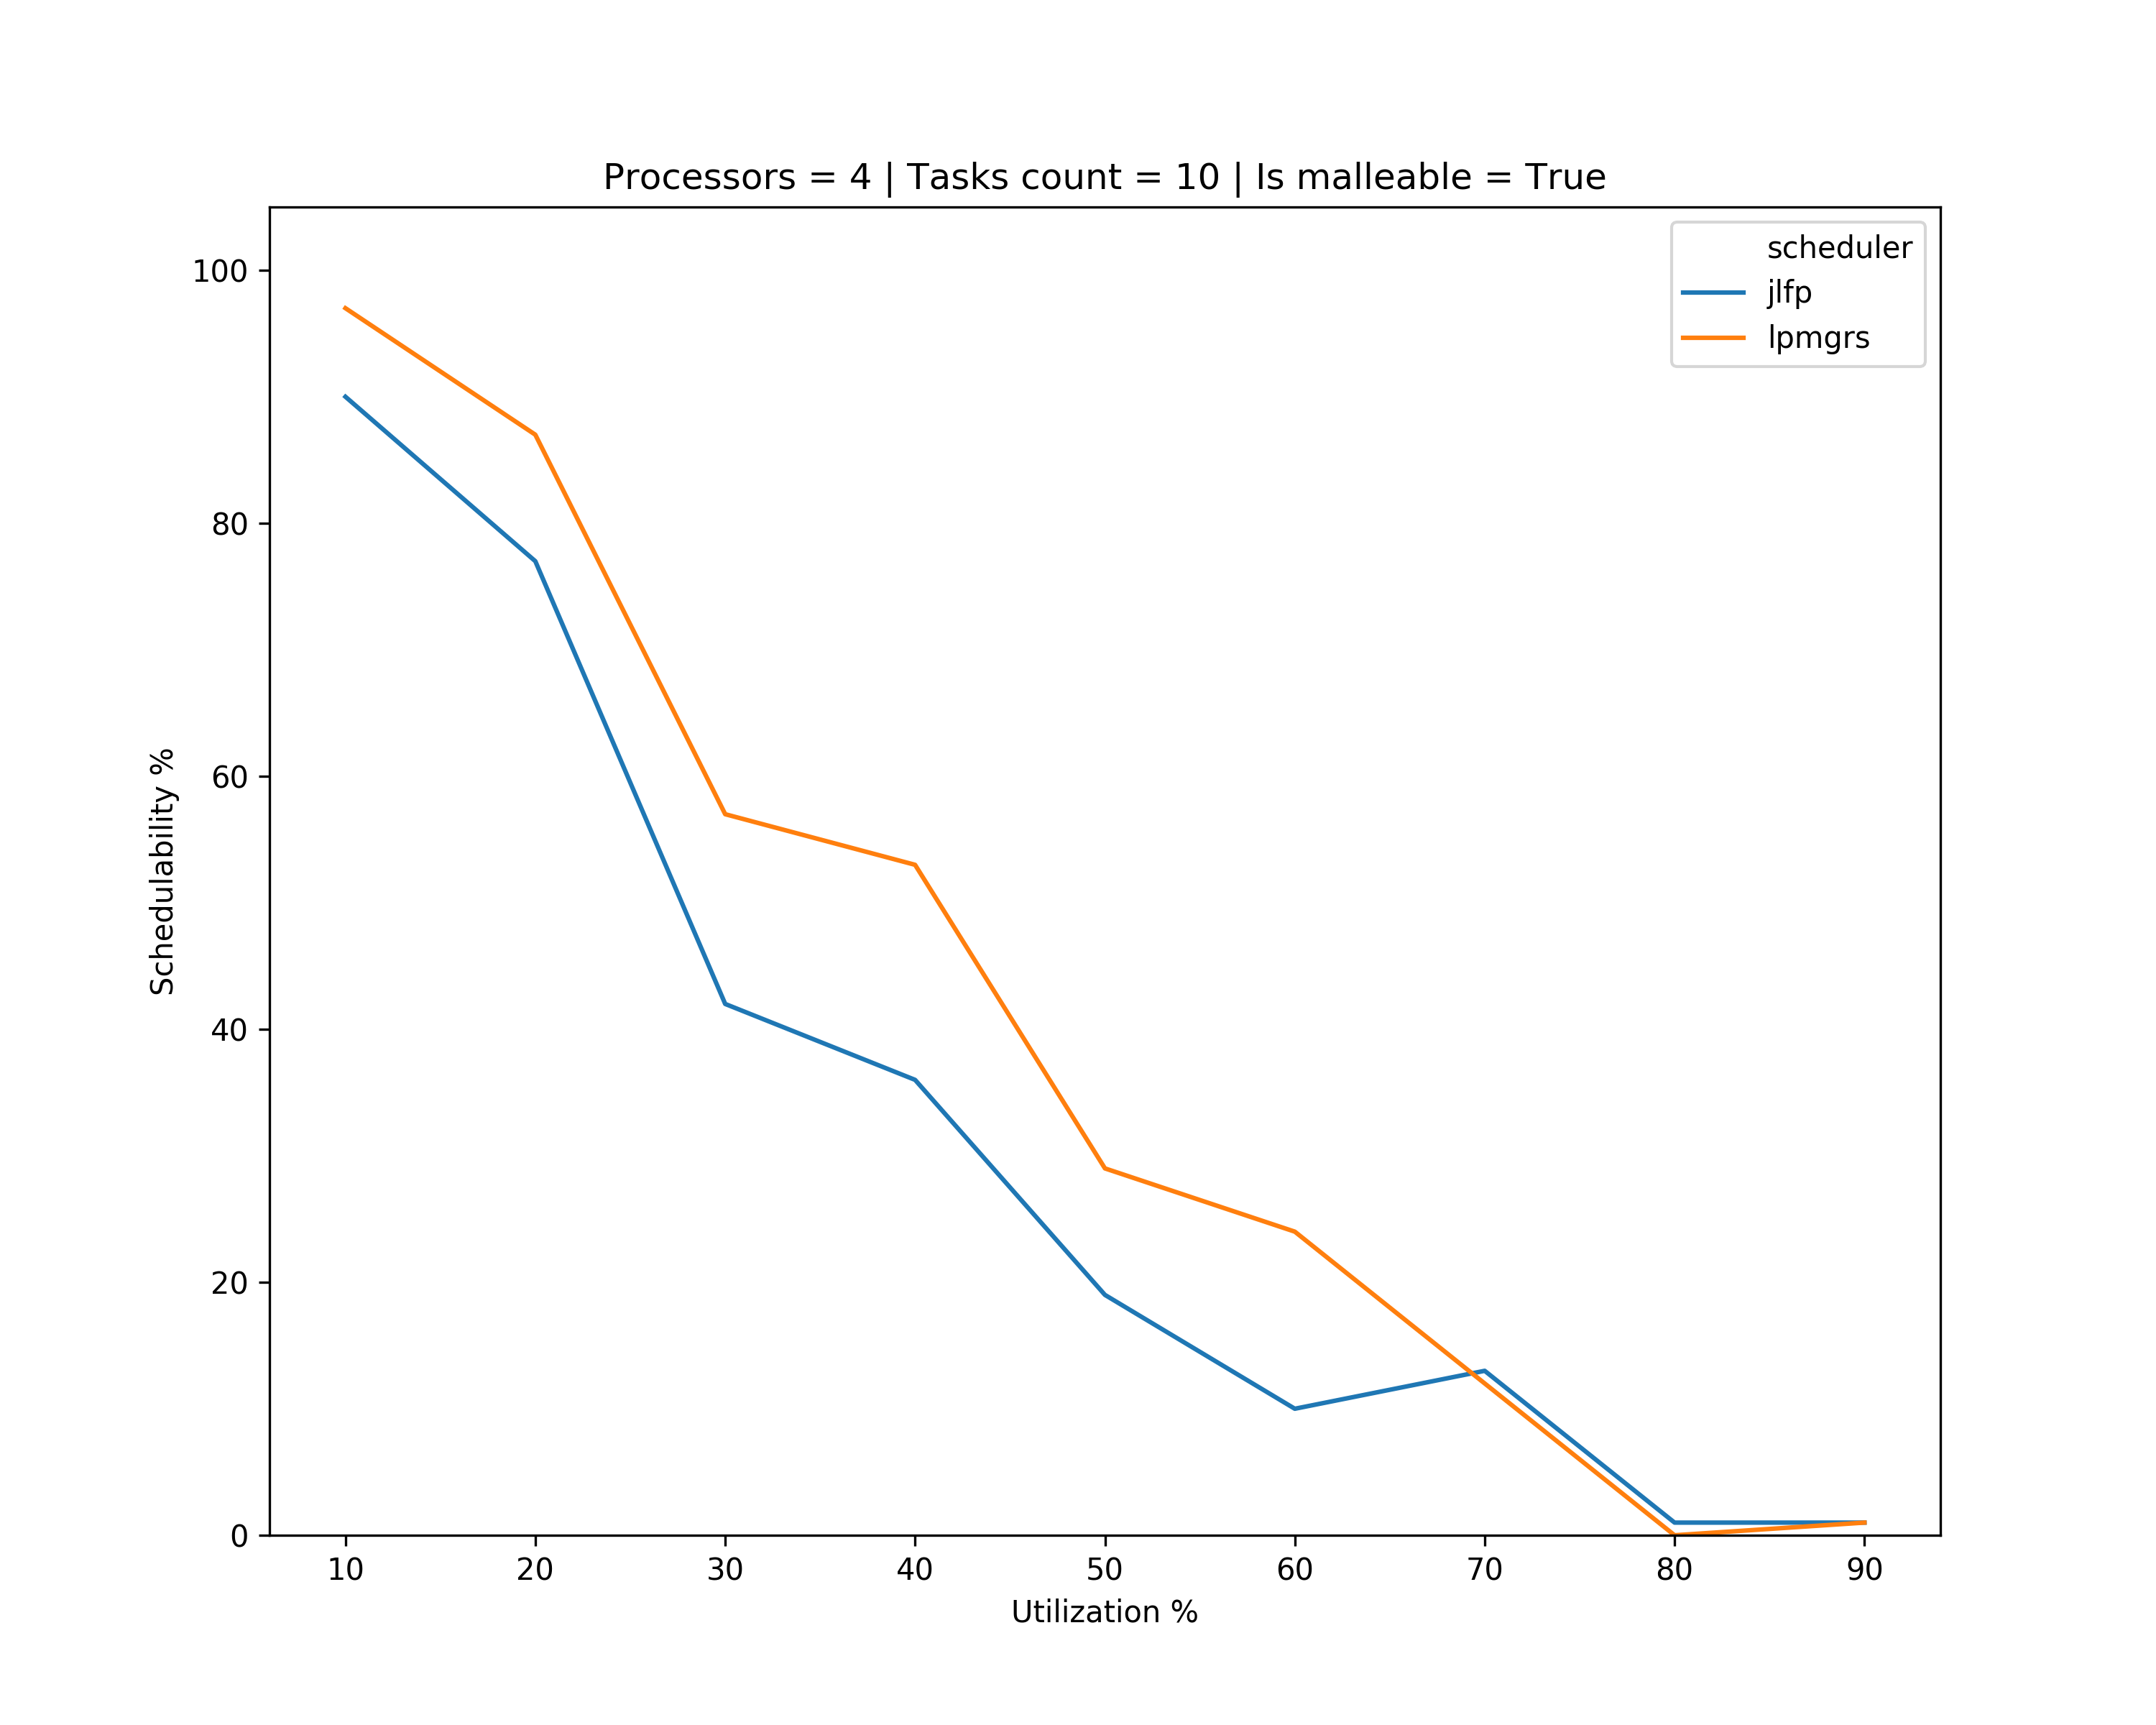 Processors = 4 | Tasks count = 10 | Is malleable = True
scheduler
jlfp
lpmgrs
Schedulability %
100
80
60
40
20
0
10 20 30 40 50 60 70 80 90
Utilization %